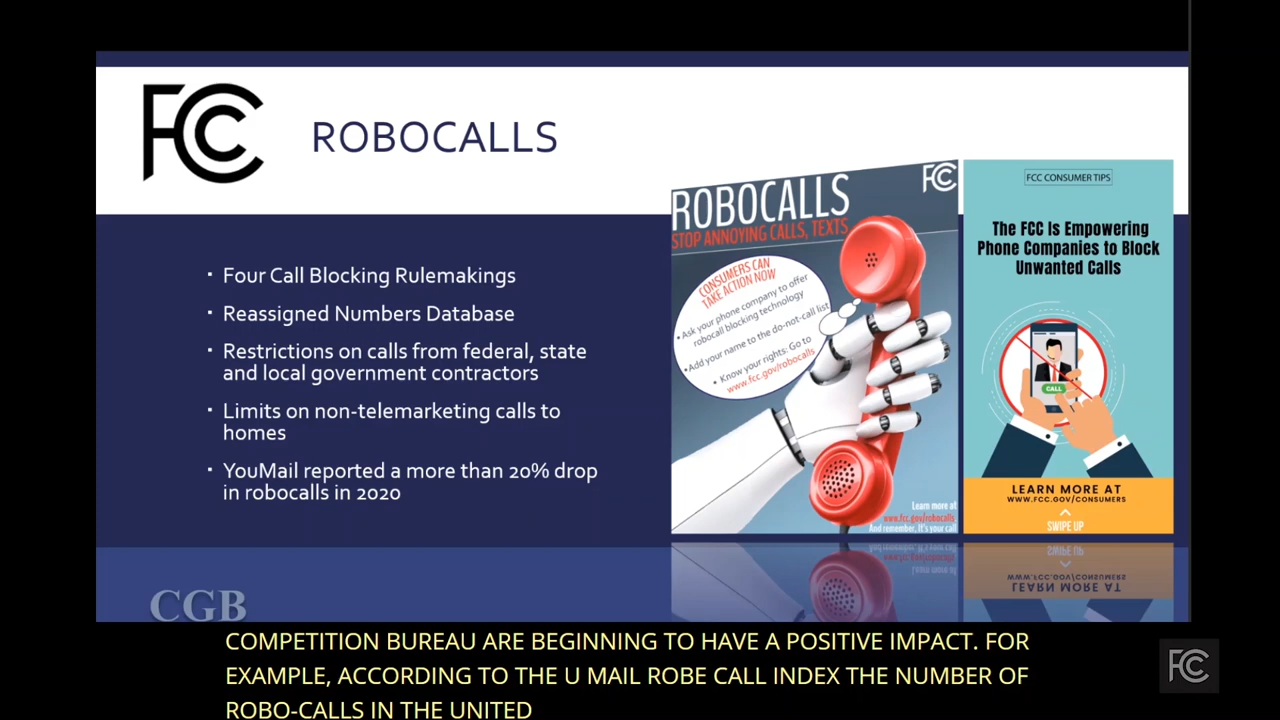 FCC
ROBOCALLS
▪ Four Call Blocking Rulemakings
▪ Reassigned Numbers Database
▪ Restrictions on calls from federal, state
and local government contractors
▪ Limits on non-telemarketing calls to
homes
▪ YouMail reported a more than 20% drop
in robocalls in 2020
FCC
ROBOCALLS
STOP ANNOYING CALLS, TEXTS
CONSUMERS CAN
TAKE ACTION NOW
• Ask your phone company to offer
robocall blocking technology
• Add your name to the do-not-call list
• Know your rights: Go to
www.fcc.gov/robocalls
Learn more at
www.fcc.gov/robocalls
And remember, it's your call
FCC CONSUMER TIPS
The FCC Is Empowering
Phone Companies to Block
Unwanted Calls
CALL
LEARN MORE AT
WWW.FCC.GOV/CONSUMERS
SWIPE UP
CGB
COMPETITION BUREAU ARE BEGINNING TO HAVE A POSITIVE IMPACT. FOR
EXAMPLE, ACCORDING TO THE U MAIL ROBE CALL INDEX THE NUMBER OF
ROBO-CALLS IN THE UNITED
FCC